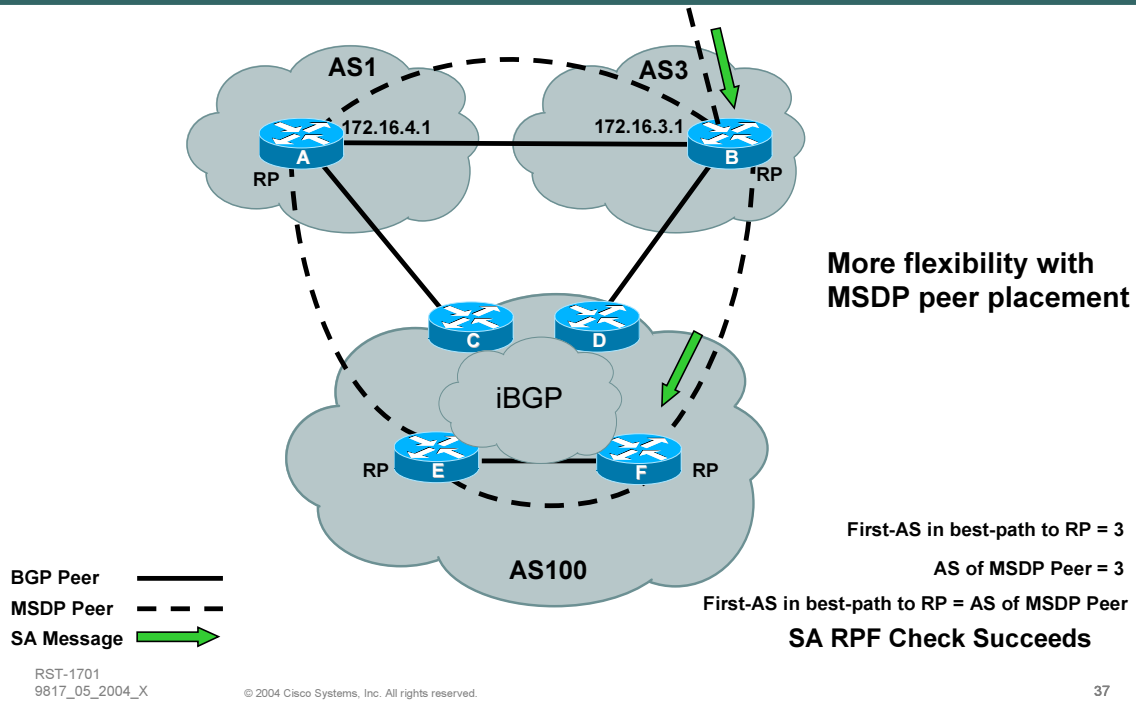 AS1
AS3
172.16.4.1
172.16.3.1
A
B
RP
RP
More flexibility with
MSDP peer placement
C
D
iBGP
RP
E
F
RP
First-AS in best-path to RP = 3
AS100
AS of MSDP Peer = 3
BGP Peer
MSDP Peer
First-AS in best-path to RP = AS of MSDP Peer
SA Message
SA RPF Check Succeeds
RST-1701
9817_05_2004_X
© 2004 Cisco Systems, Inc. All rights reserved.
37